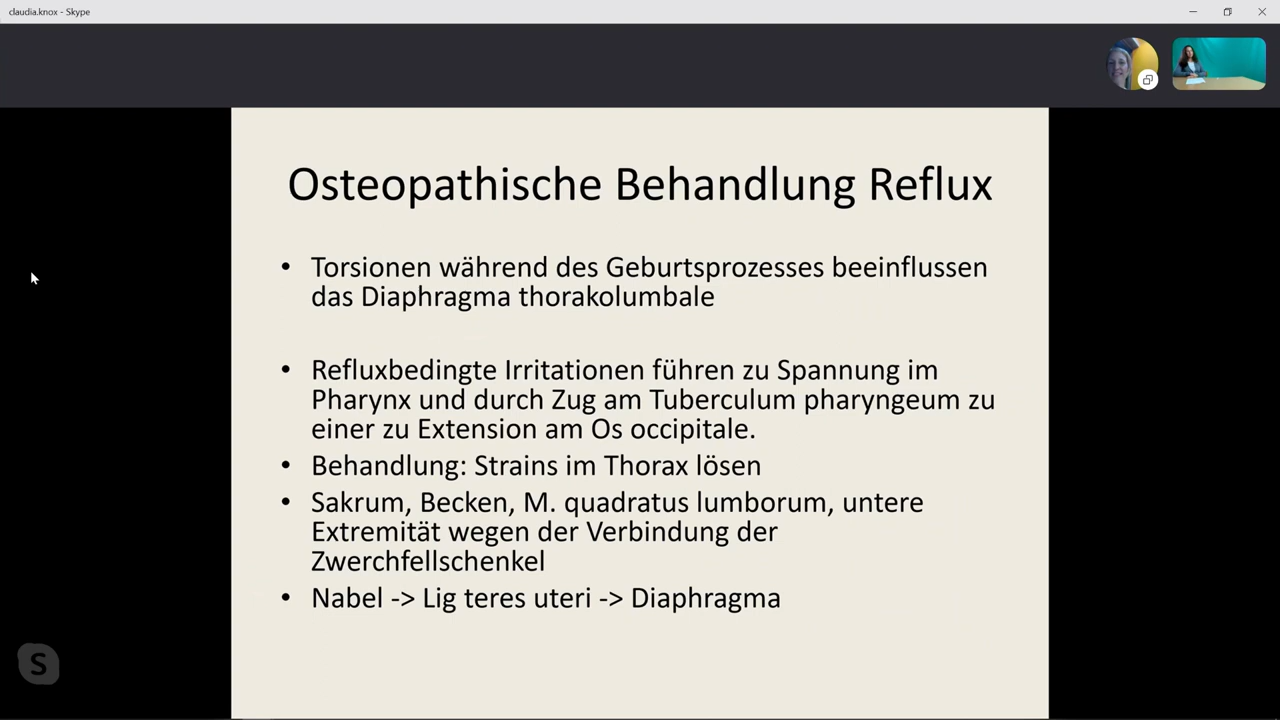 claudia.knox - Skype
Osteopathische Behandlung Reflux
• Torsionen während des Geburtsprozesses beeinflussen
das Diaphragma thorakolumbale
• Refluxbedingte Irritationen führen zu Spannung im
Pharynx und durch Zug am Tuberculum pharyngeum zu
einer zu Extension am Os occipitale.
• Behandlung: Strains im Thorax lösen
• Sakrum, Becken, M. quadratus lumborum, untere
Extremität wegen der Verbindung der
Zwerchfellschenkel
• Nabel -> Lig teres uteri -> Diaphragma
S